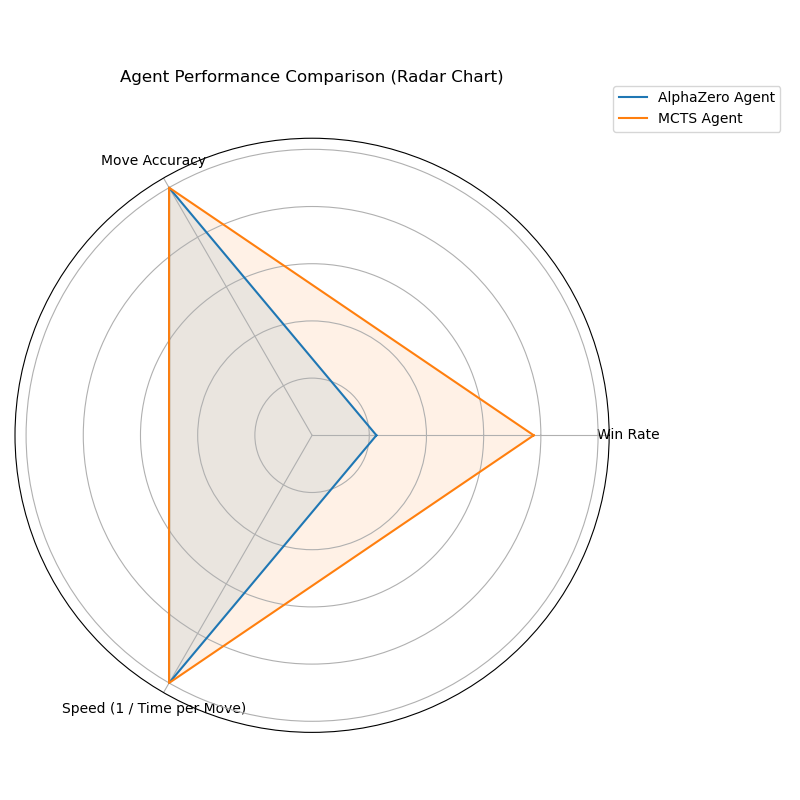 Agent Performance Comparison (Radar Chart)
AlphaZero Agent
MCTS Agent
Move Accuracy
Win Rate
Speed (1 / Time per Move)